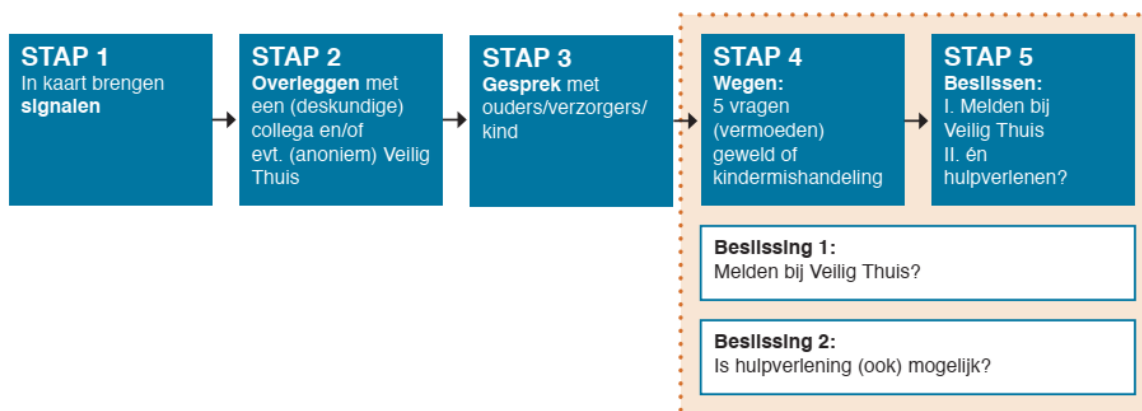 STAP 1
In kaart brengen
signalen
STAP 2
Overleggen met
een (deskundige)
collega en/of
evt. (anoniem) Veilig
Thuis
STAP 3
Gesprek met
ouders/verzorgers/
kind
STAP 4
Wegen:
5 vragen
(vermoeden)
geweld of
kindermishandeling
STAP 5
Beslissen:
I. Melden bij
Veilig Thuis
II. én
hulpverlenen?
Beslissing 1:
Melden bij Veilig Thuis?
Beslissing 2:
Is hulpverlening (ook) mogelijk?